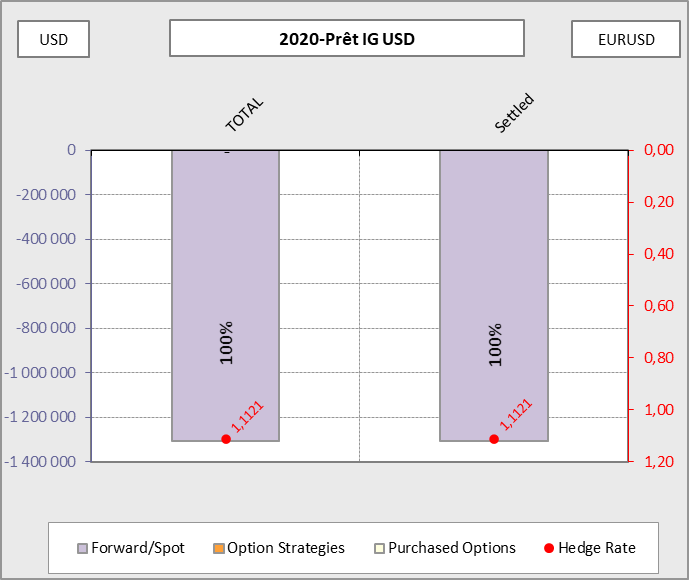 USD
2020-Prêt IG USD
EURUSD
TOTAL
Settled
0
-200 000
-400 000
-600 000
-800 000
-1 000 000
-1 200 000
-1 400 000
0,00
0,20
0,40
0,60
0,80
1,00
1,20
-
100%
100%
1,1121
1,1121
Forward/Spot
Option Strategies
Purchased Options
Hedge Rate